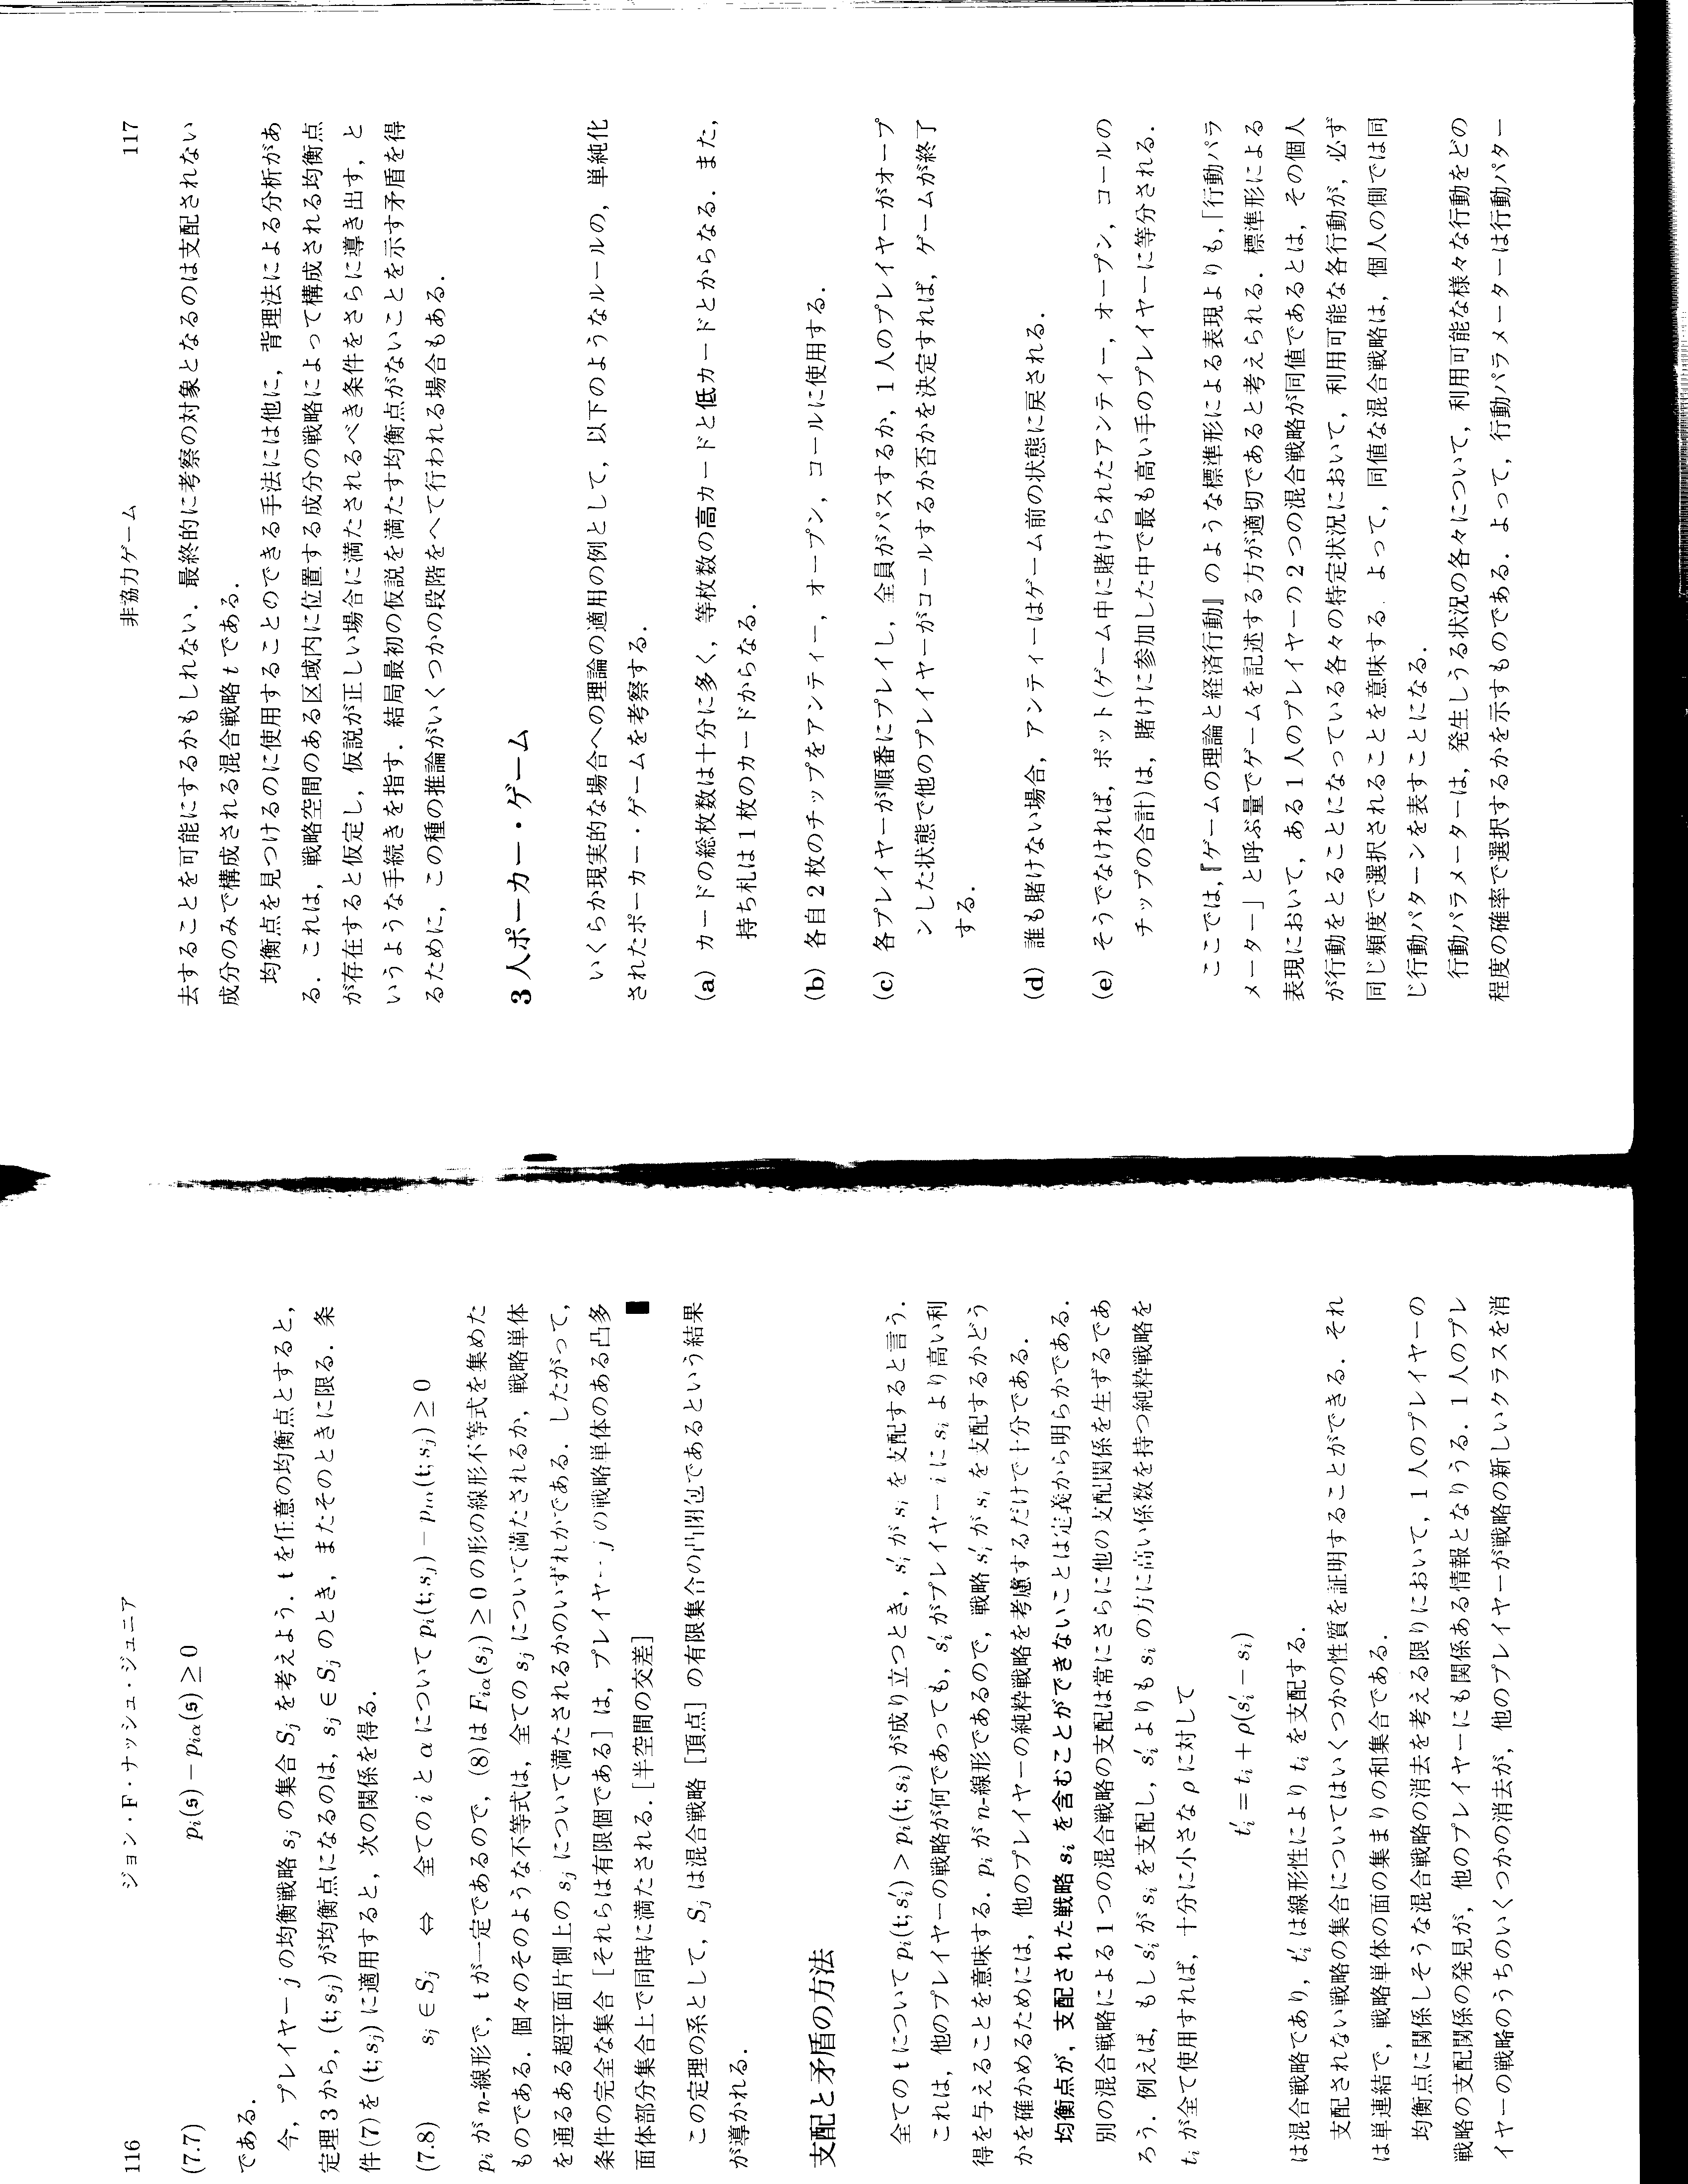 116
ジョン・F・ナッシュ・ジュニア
(7.7) pᵢ(𝔰) − pᵢα(𝔰) ≥ 0
である．
今，プレイヤー j の均衡戦略 sⱼ の集合 Sⱼ を考えよう．𝔱 を任意の均衡点とすると，
定理 3 から，(𝔱; sⱼ) が均衡点になるのは，sⱼ ∈ Sⱼ のとき，またそのときに限る．条
件(7)を (𝔱; sⱼ) に適用すると，次の関係を得る．
(7.8) sⱼ ∈ Sⱼ ⇔ 全ての i と α について pᵢ(𝔱; sⱼ) − pᵢα(𝔱; sⱼ) ≥ 0
pᵢ が n-線形で，𝔱 が一定であるので，(8)は Fᵢα(sⱼ) ≥ 0 の形の線形不等式を集めた
ものである．個々のそのような不等式は，全ての sⱼ について満たされるか，戦略単体
を通るある超平面片側上の sⱼ について満たされるかのいずれかである．したがって，
条件の完全な集合［それらは有限個である］は，プレイヤー j の戦略単体のある凸多
面体部分集合上で同時に満たされる．［半空間の交差］ ■
この定理の系として，Sⱼ は混合戦略［頂点］の有限集合の凸閉包であるという結果
が導かれる．
支配と矛盾の方法
全ての 𝔱 について pᵢ(𝔱; s′ᵢ) > pᵢ(𝔱; sᵢ) が成り立つとき，s′ᵢ が sᵢ を支配すると言う．
これは，他のプレイヤーの戦略が何であっても，s′ᵢ がプレイヤー i に sᵢ より高い利
得を与えることを意味する．pᵢ が n-線形であるので，戦略 s′ᵢ が sᵢ を支配するかどう
かを確かめるためには，他のプレイヤーの純粋戦略を考慮するだけで十分である．
均衡点が，支配された戦略 sᵢ を含むことができないことは定義から明らかである．
別の混合戦略による 1 つの混合戦略の支配は常にさらに他の支配関係を生ずるであ
ろう．例えば，もし s′ᵢ が sᵢ を支配し，s′ᵢ よりも sᵢ の方に高い係数を持つ純粋戦略を
tᵢ が全て使用すれば，十分に小さな ρ に対して
t′ᵢ = tᵢ + ρ(s′ᵢ − sᵢ)
は混合戦略であり，t′ᵢ は線形性により tᵢ を支配する．
支配されない戦略の集合についてはいくつかの性質を証明することができる．それ
は単連結で，戦略単体の面の集まりの和集合である．
均衡点に関係しそうな混合戦略の消去を考える限りにおいて，1 人のプレイヤーの
戦略の支配関係の発見が，他のプレイヤーにも関係ある情報となりうる．1 人のプレ
イヤーの戦略のうちのいくつかの消去が，他のプレイヤーが戦略の新しいクラスを消
非協力ゲーム
117
去することを可能にするかもしれない．最終的に考察の対象となるのは支配されない
成分のみで構成される混合戦略 t である．
均衡点を見つけるのに使用することのできる手法には他に，背理法による分析があ
る．これは，戦略空間のある区域内に位置する成分の戦略によって構成される均衡点
が存在すると仮定し，仮説が正しい場合に満たされるべき条件をさらに導き出す，と
いうような手続きを指す．結局最初の仮説を満たす均衡点がないことを示す矛盾を得
るために，この種の推論がいくつかの段階をへて行われる場合もある．
3 人ポーカー・ゲーム
いくらか現実的な場合への理論の適用の例として，以下のようなルールの，単純化
されたポーカー・ゲームを考察する．
(a) カードの総枚数は十分に多く，等枚数の高カードと低カードとからなる．また，
持ち札は 1 枚のカードからなる．
(b) 各自 2 枚のチップをアンティー，オープン，コールに使用する．
(c) 各プレイヤーが順番にプレイし，全員がパスするか，1 人のプレイヤーがオープ
ンした状態で他のプレイヤーがコールするか否かを決定すれば，ゲームが終了
する．
(d) 誰も賭けない場合，アンティーはゲーム前の状態に戻される．
(e) そうでなければ，ポット(ゲーム中に賭けられたアンティー，オープン，コールの
チップの合計)は，賭けに参加した中で最も高い手のプレイヤーに等分される．
ここでは，『ゲームの理論と経済行動』のような標準形による表現よりも，「行動パラ
メーター」と呼ぶ量でゲームを記述する方が適切であると考えられる．標準形による
表現において，ある 1 人のプレイヤーの 2 つの混合戦略が同値であるとは，その個人
が行動をとることになっている各々の特定状況において，利用可能な各行動が，必ず
同じ頻度で選択されることを意味する．よって，同値な混合戦略は，個人の側では同
じ行動パターンを表すことになる．
行動パラメーターは，発生しうる状況の各々について，利用可能な様々な行動をどの
程度の確率で選択するかを示すものである．よって，行動パラメーターは行動パター